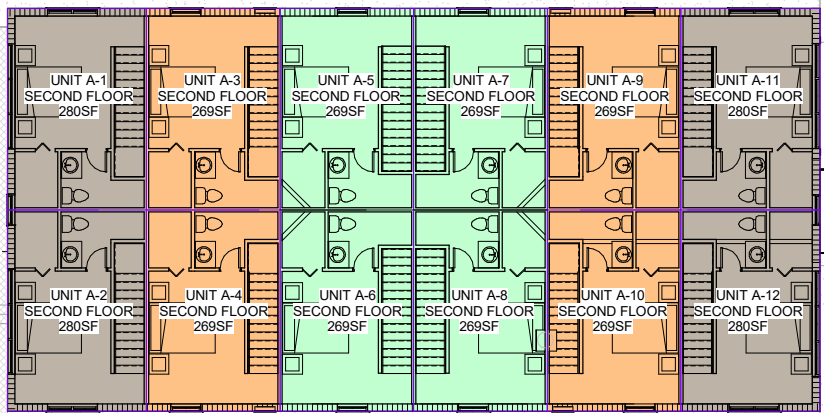 UNIT A-1
SECOND FLOOR
280SF
UNIT A-3
SECOND FLOOR
269SF
UNIT A-5
SECOND FLOOR
269SF
UNIT A-7
SECOND FLOOR
269SF
UNIT A-9
SECOND FLOOR
269SF
UNIT A-11
SECOND FLOOR
280SF
UNIT A-2
SECOND FLOOR
280SF
UNIT A-4
SECOND FLOOR
269SF
UNIT A-6
SECOND FLOOR
269SF
UNIT A-8
SECOND FLOOR
269SF
UNIT A-10
SECOND FLOOR
269SF
UNIT A-12
SECOND FLOOR
280SF